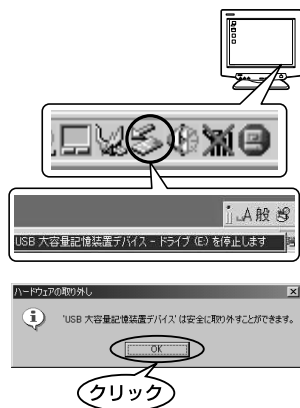 A般
USB 大容量記憶装置デバイス - ドライブ (E:) を停止します
ハードウェアの取り外し
'USB 大容量記憶装置デバイス' は安全に取り外すことができます。
OK
クリック